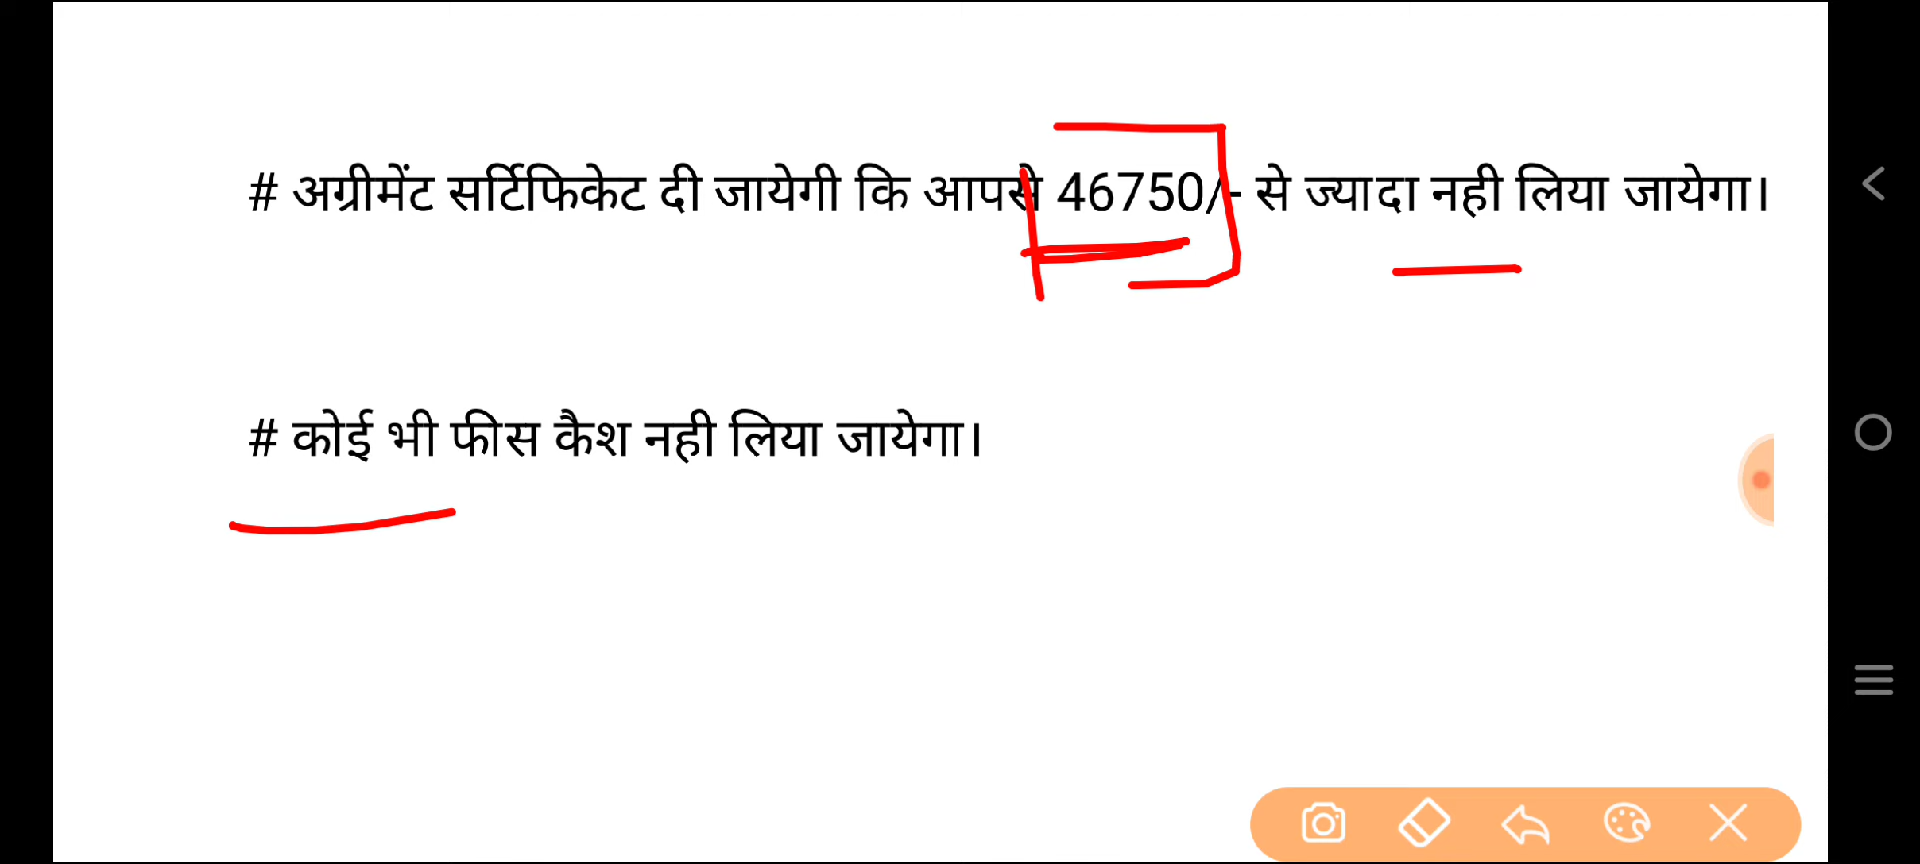 # अग्रीमेंट सर्टिफिकेट दी जायेगी कि आपसे 46750/- से ज्यादा नही लिया जायेगा।
# कोई भी फीस कैश नही लिया जायेगा।